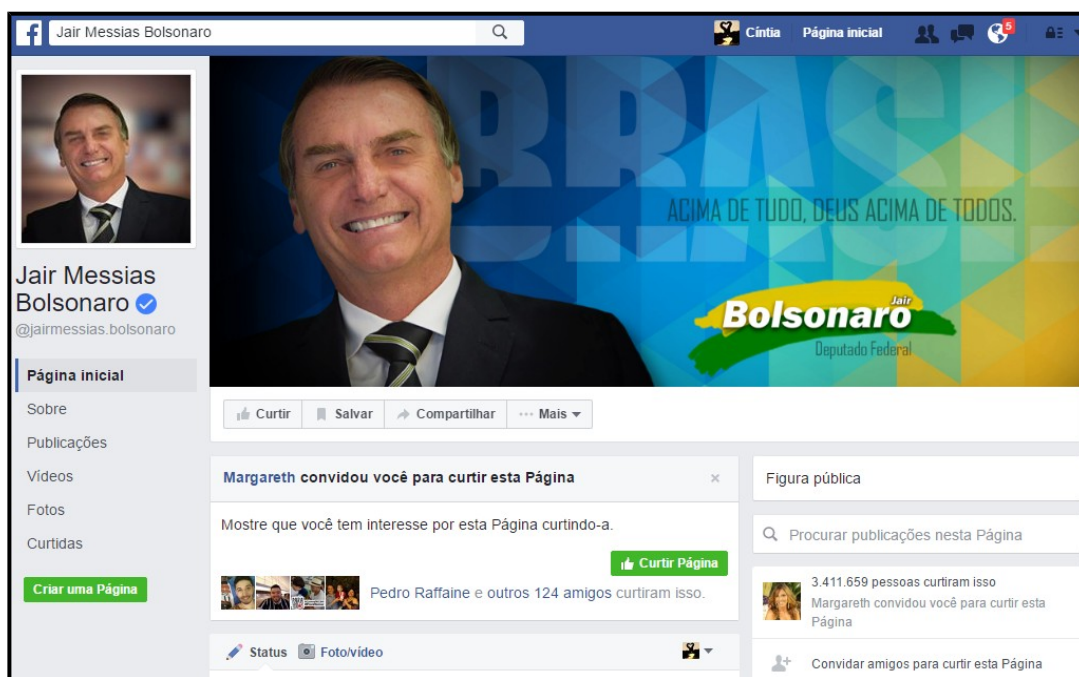 f
Jair Messias Bolsonaro
Cíntia Página inicial
5
BRASIL
ACIMA DE TUDO, DEUS ACIMA DE TODOS.
Jair
Bolsonaro
Deputado Federal
Jair Messias
Bolsonaro
@jairmessias.bolsonaro
Página inicial
Sobre
Publicações
Vídeos
Fotos
Curtidas
Criar uma Página
Curtir Salvar Compartilhar ... Mais
Margareth convidou você para curtir esta Página ×
Mostre que você tem interesse por esta Página curtindo-a.
Curtir Página
Pedro Raffaine e outros 124 amigos curtiram isso.
Status Foto/vídeo
Figura pública
Procurar publicações nesta Página
3.411.659 pessoas curtiram isso
Margareth convidou você para curtir esta
Página
Convidar amigos para curtir esta Página